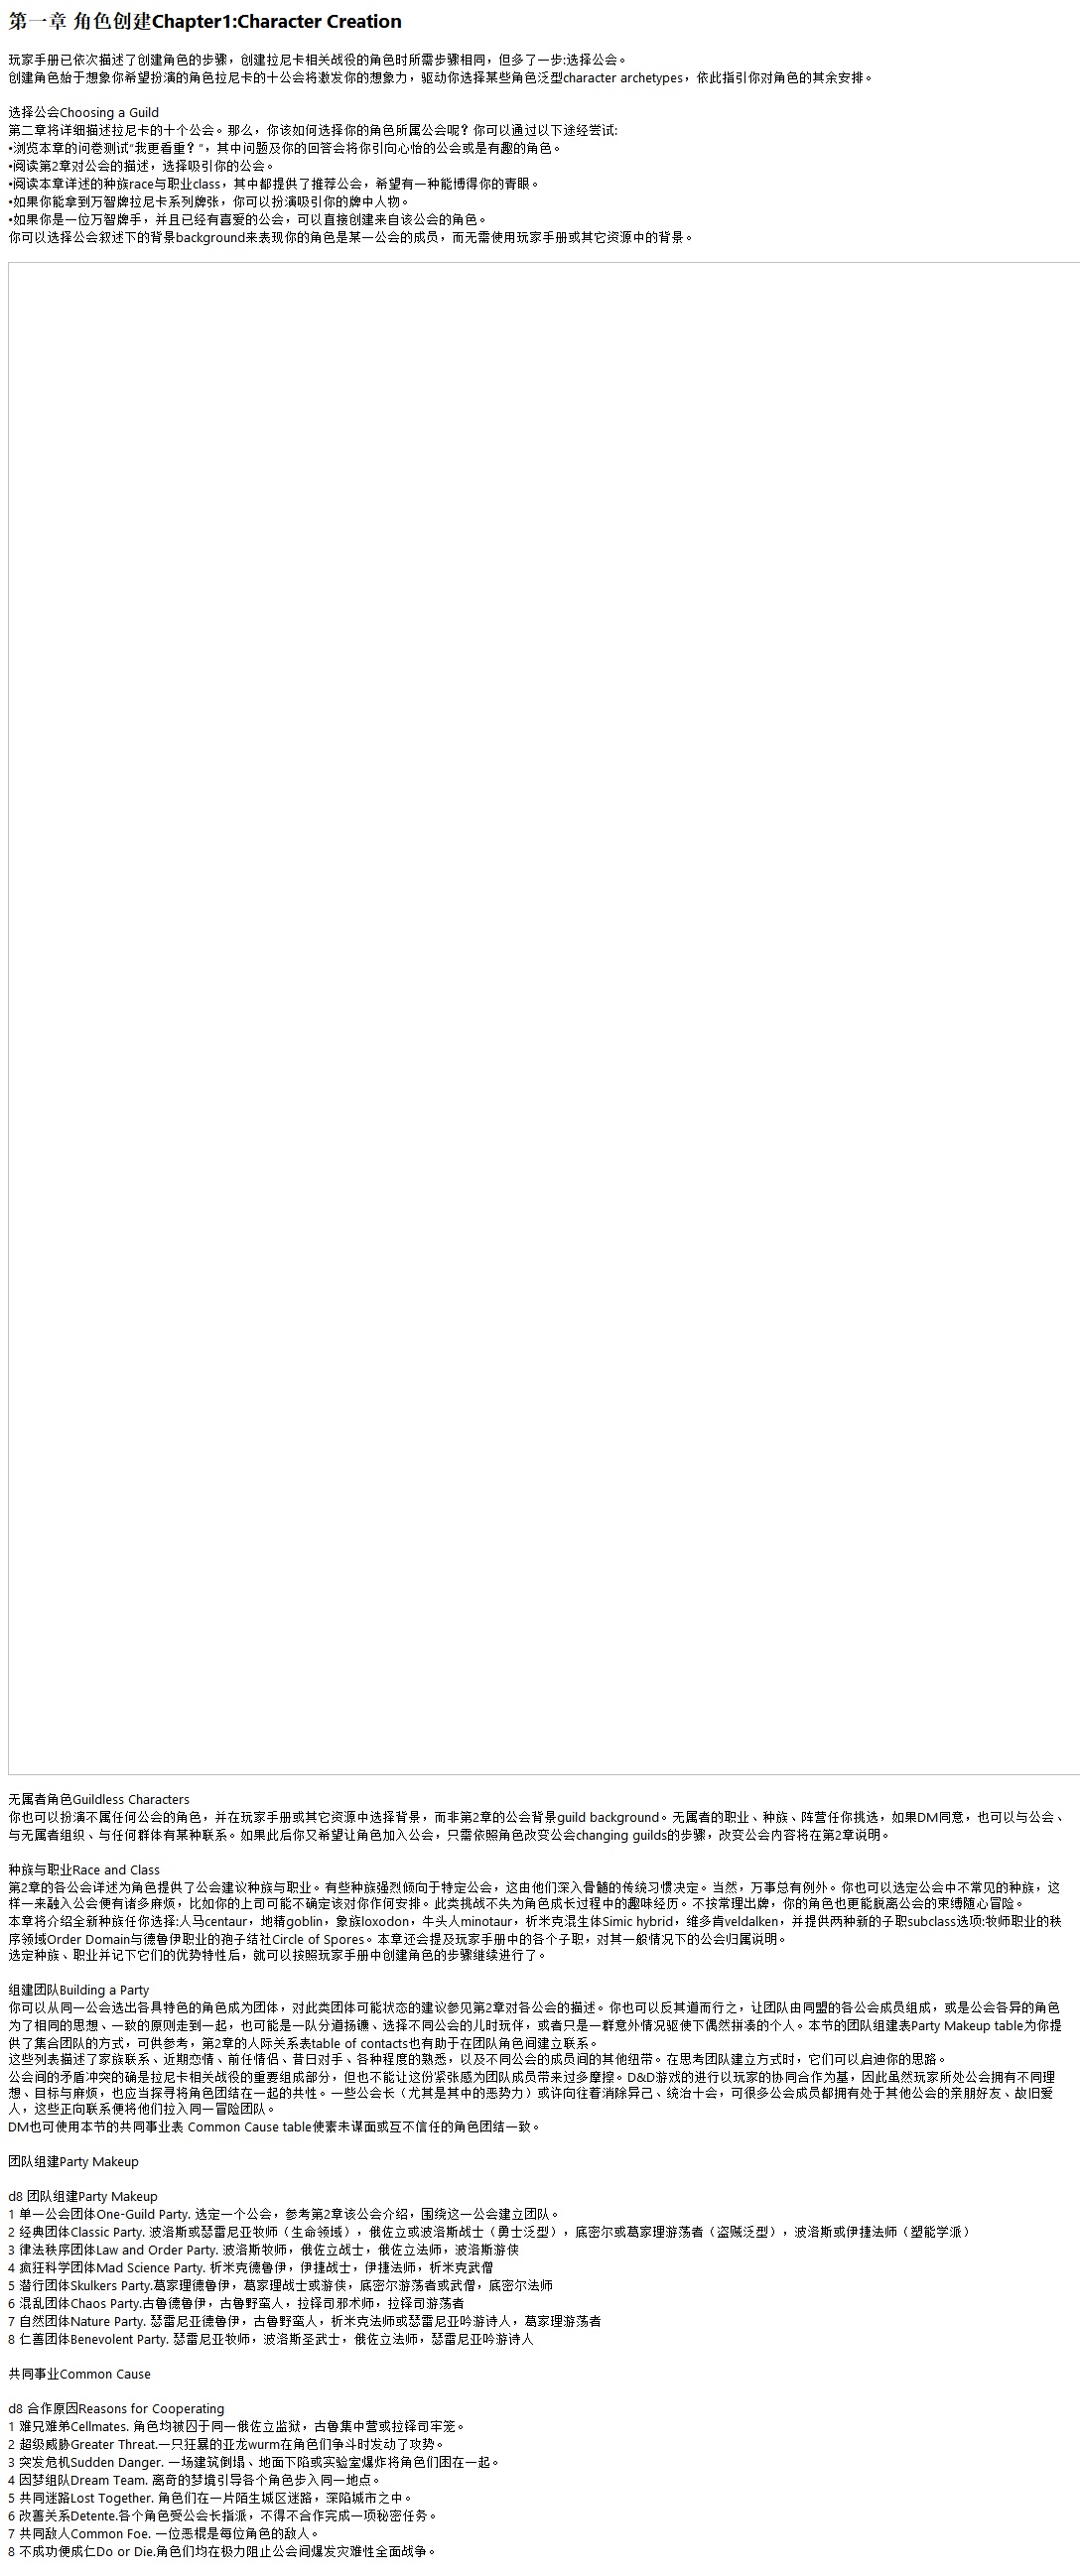 第一章 角色创建Chapter1:Character Creation
玩家手册已依次描述了创建角色的步骤，创建拉尼卡相关战役的角色时所需步骤相同，但多了一步:选择公会。
创建角色始于想象你希望扮演的角色拉尼卡的十公会将激发你的想象力，驱动你选择某些角色泛型character archetypes，依此指引你对角色的其余安排。
选择公会Choosing a Guild
第二章将详细描述拉尼卡的十个公会。那么，你该如何选择你的角色所属公会呢？你可以通过以下途经尝试:
•浏览本章的问卷测试“我更看重？”，其中问题及你的回答会将你引向心怡的公会或是有趣的角色。
•阅读第2章对公会的描述，选择吸引你的公会。
•阅读本章详述的种族race与职业class，其中都提供了推荐公会，希望有一种能博得你的青眼。
•如果你能拿到万智牌拉尼卡系列牌张，你可以扮演吸引你的牌中人物。
•如果你是一位万智牌手，并且已经有喜爱的公会，可以直接创建来自该公会的角色。
你可以选择公会叙述下的背景background来表现你的角色是某一公会的成员，而无需使用玩家手册或其它资源中的背景。
无属者角色Guildless Characters
你也可以扮演不属任何公会的角色，并在玩家手册或其它资源中选择背景，而非第2章的公会背景guild background。无属者的职业、种族、阵营任你挑选，如果DM同意，也可以与公会、
与无属者组织、与任何群体有某种联系。如果此后你又希望让角色加入公会，只需依照角色改变公会changing guilds的步骤，改变公会内容将在第2章说明。
种族与职业Race and Class
第2章的各公会详述为角色提供了公会建议种族与职业。有些种族强烈倾向于特定公会，这由他们深入骨髓的传统习惯决定。当然，万事总有例外。你也可以选定公会中不常见的种族，这
样一来融入公会便有诸多麻烦，比如你的上司可能不确定该对你作何安排。此类挑战不失为角色成长过程中的趣味经历。不按常理出牌，你的角色也更能脱离公会的束缚随心冒险。
本章将介绍全新种族任你选择:人马centaur，地精goblin，象族loxodon，牛头人minotaur，析米克混生体Simic hybrid，维多肯veldalken，并提供两种新的子职subclass选项:牧师职业的秩
序领域Order Domain与德鲁伊职业的孢子结社Circle of Spores。本章还会提及玩家手册中的各个子职，对其一般情况下的公会归属说明。
选定种族、职业并记下它们的优势特性后，就可以按照玩家手册中创建角色的步骤继续进行了。
组建团队Building a Party
你可以从同一公会选出各具特色的角色成为团体，对此类团体可能状态的建议参见第2章对各公会的描述。你也可以反其道而行之，让团队由同盟的各公会成员组成，或是公会各异的角色
为了相同的思想、一致的原则走到一起，也可能是一队分道扬镳、选择不同公会的儿时玩伴，或者只是一群意外情况驱使下偶然拼凑的个人。本节的团队组建表Party Makeup table为你提
供了集合团队的方式，可供参考，第2章的人际关系表table of contacts也有助于在团队角色间建立联系。
这些列表描述了家族联系、近期恋情、前任情侣、昔日对手、各种程度的熟悉，以及不同公会的成员间的其他纽带。在思考团队建立方式时，它们可以启迪你的思路。
公会间的矛盾冲突的确是拉尼卡相关战役的重要组成部分，但也不能让这份紧张感为团队成员带来过多摩擦。D&D游戏的进行以玩家的协同合作为基，因此虽然玩家所处公会拥有不同理
想、目标与麻烦，也应当探寻将角色团结在一起的共性。一些公会长（尤其是其中的恶势力）或许向往着消除异己、统治十会，可很多公会成员都拥有处于其他公会的亲朋好友、故旧爱
人，这些正向联系便将他们拉入同一冒险团队。
DM也可使用本节的共同事业表 Common Cause table使素未谋面或互不信任的角色团结一致。
团队组建Party Makeup
d8 团队组建Party Makeup
1 单一公会团体One-Guild Party. 选定一个公会，参考第2章该公会介绍，围绕这一公会建立团队。
2 经典团体Classic Party. 波洛斯或瑟雷尼亚牧师（生命领域），俄佐立或波洛斯战士（勇士泛型），底密尔或葛家理游荡者（盗贼泛型），波洛斯或伊捷法师（塑能学派）
3 律法秩序团体Law and Order Party. 波洛斯牧师，俄佐立战士，俄佐立法师，波洛斯游侠
4 疯狂科学团体Mad Science Party. 析米克德鲁伊，伊捷战士，伊捷法师，析米克武僧
5 潜行团体Skulkers Party.葛家理德鲁伊，葛家理战士或游侠，底密尔游荡者或武僧，底密尔法师
6 混乱团体Chaos Party.古鲁德鲁伊，古鲁野蛮人，拉铎司邪术师，拉铎司游荡者
7 自然团体Nature Party. 瑟雷尼亚德鲁伊，古鲁野蛮人，析米克法师或瑟雷尼亚吟游诗人，葛家理游荡者
8 仁善团体Benevolent Party. 瑟雷尼亚牧师，波洛斯圣武士，俄佐立法师，瑟雷尼亚吟游诗人
共同事业Common Cause
d8 合作原因Reasons for Cooperating
1 难兄难弟Cellmates. 角色均被囚于同一俄佐立监狱，古鲁集中营或拉铎司牢笼。
2 超级威胁Greater Threat.一只狂暴的亚龙wurm在角色们争斗时发动了攻势。
3 突发危机Sudden Danger. 一场建筑倒塌、地面下陷或实验室爆炸将角色们困在一起。
4 因梦组队Dream Team. 离奇的梦境引导各个角色步入同一地点。
5 共同迷路Lost Together. 角色们在一片陌生城区迷路，深陷城市之中。
6 改善关系Detente.各个角色受公会长指派，不得不合作完成一项秘密任务。
7 共同敌人Common Foe. 一位恶棍是每位角色的敌人。
8 不成功便成仁Do or Die.角色们均在极力阻止公会间爆发灾难性全面战争。